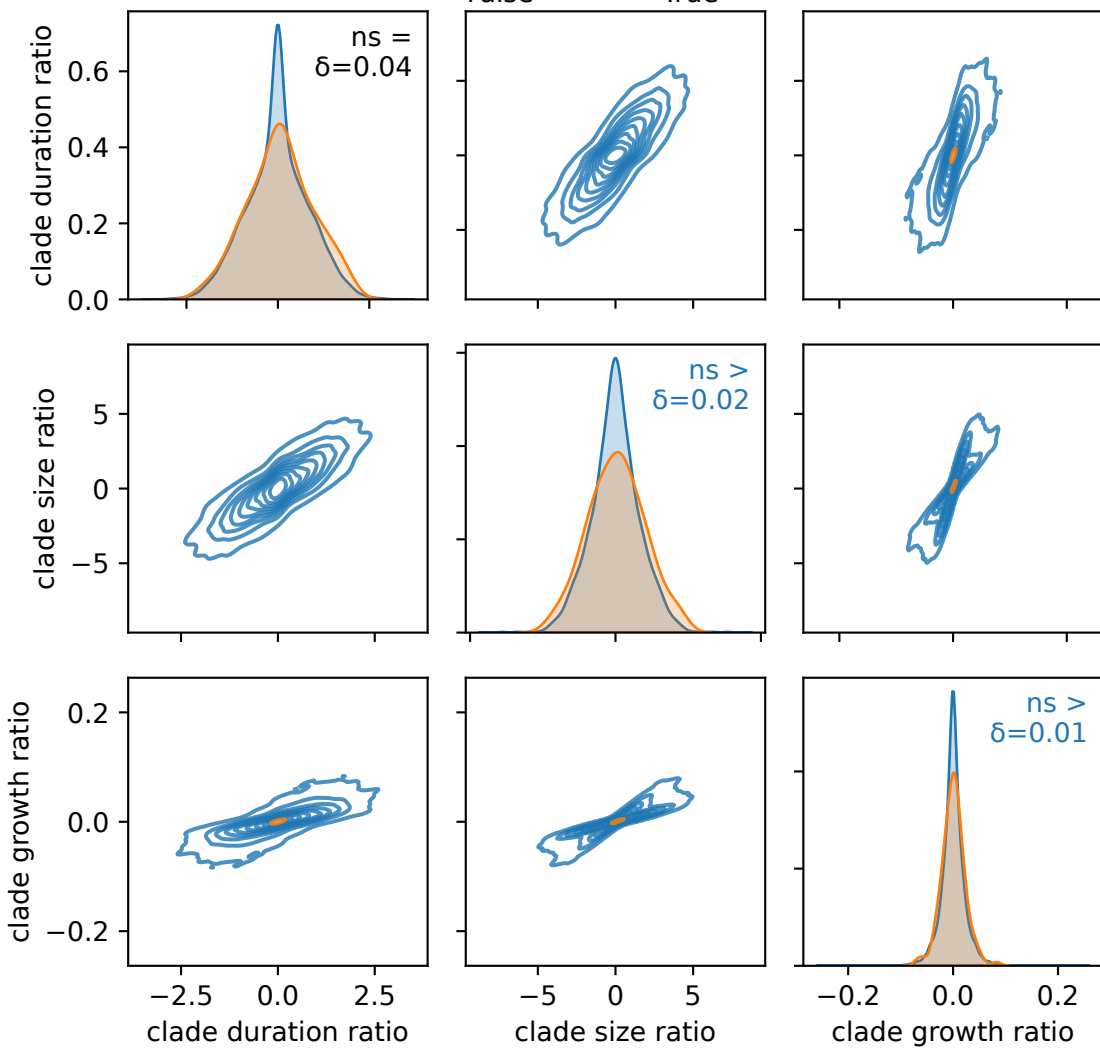 clade duration ratio
0.6
0.4
0.2
0.0
ns =
δ=0.04
clade size ratio
5
0
−5
ns >
δ=0.02
clade growth ratio
0.2
0.0
−0.2
ns >
δ=0.01
−2.5 0.0 2.5
−5 0 5
−0.2 0.0 0.2
clade duration ratio
clade size ratio
clade growth ratio